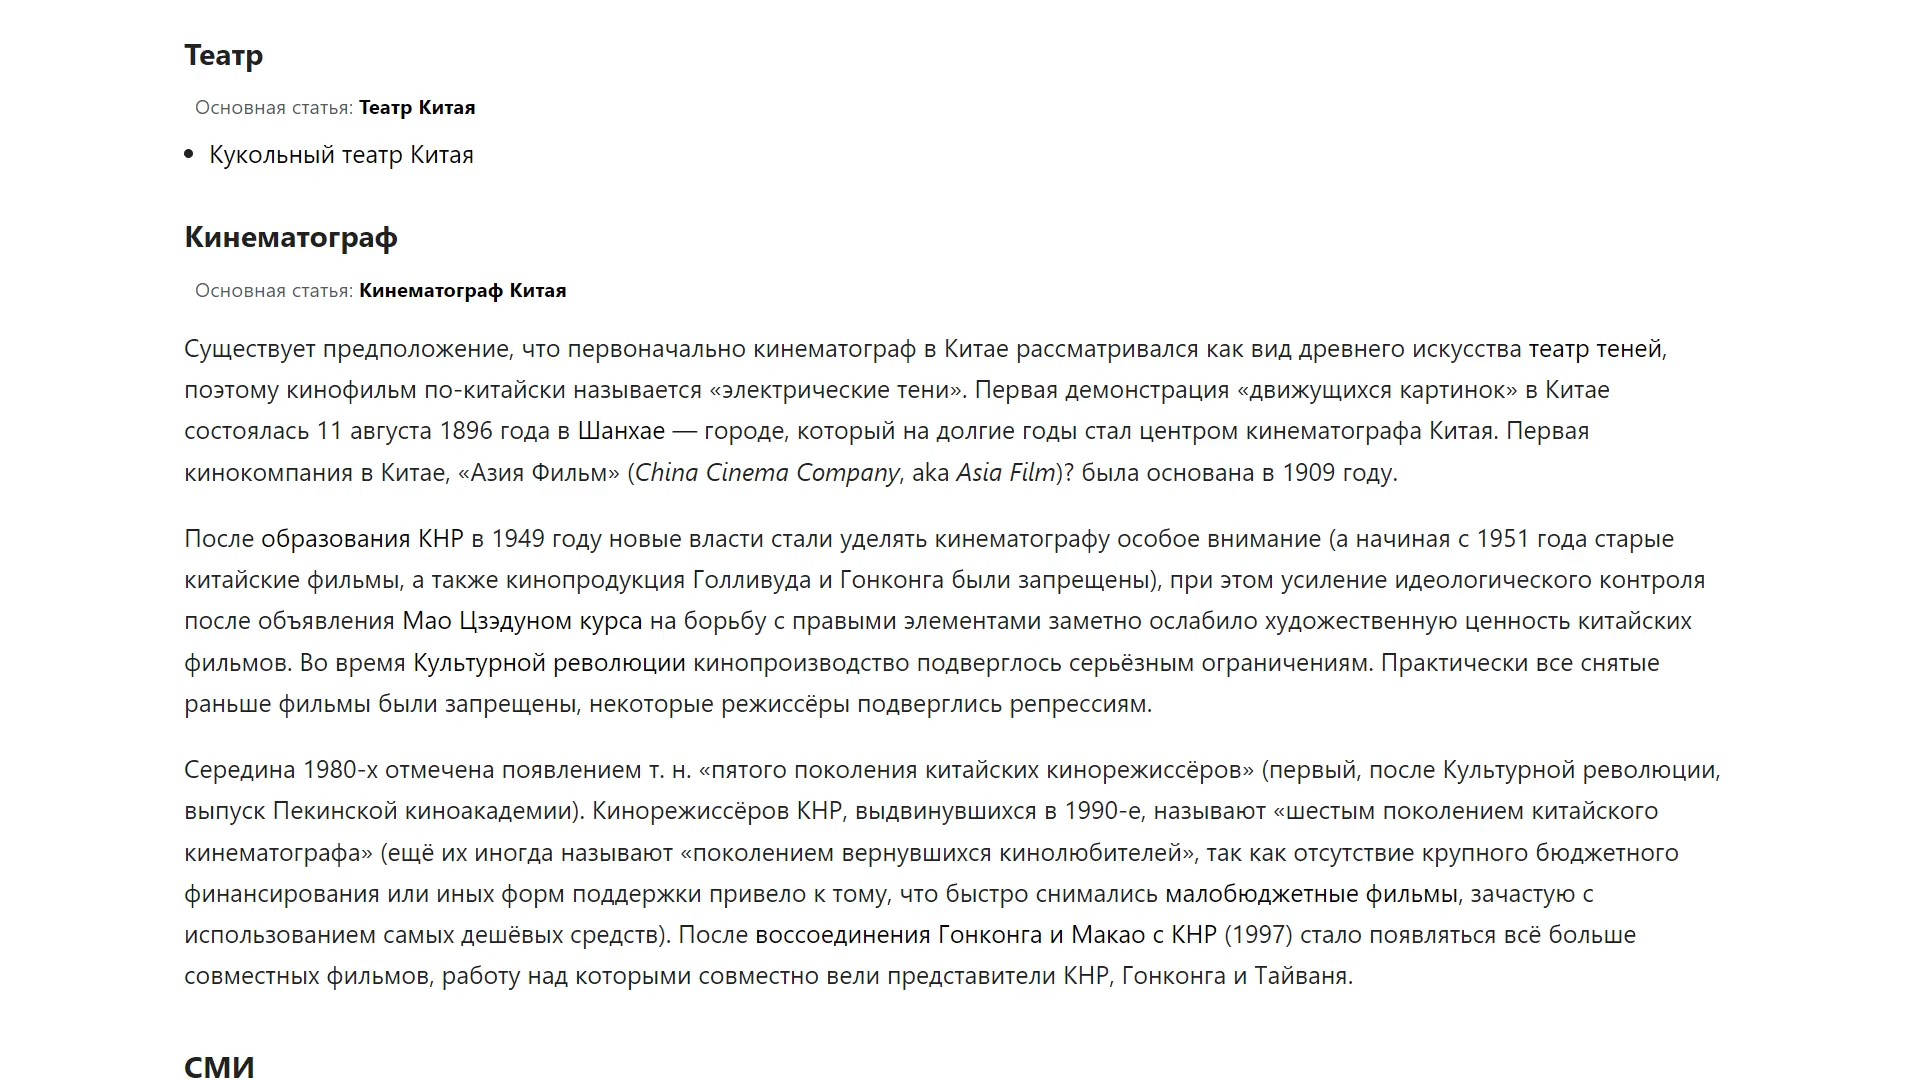 Театр
Основная статья: Театр Китая
• Кукольный театр Китая
Кинематограф
Основная статья: Кинематограф Китая
Существует предположение, что первоначально кинематограф в Китае рассматривался как вид древнего искусства театр теней,
поэтому кинофильм по-китайски называется «электрические тени». Первая демонстрация «движущихся картинок» в Китае
состоялась 11 августа 1896 года в Шанхае — городе, который на долгие годы стал центром кинематографа Китая. Первая
кинокомпания в Китае, «Азия Фильм» (China Cinema Company, aka Asia Film)? была основана в 1909 году.
После образования КНР в 1949 году новые власти стали уделять кинематографу особое внимание (а начиная с 1951 года старые
китайские фильмы, а также кинопродукция Голливуда и Гонконга были запрещены), при этом усиление идеологического контроля
после объявления Мао Цзэдуном курса на борьбу с правыми элементами заметно ослабило художественную ценность китайских
фильмов. Во время Культурной революции кинопроизводство подверглось серьёзным ограничениям. Практически все снятые
раньше фильмы были запрещены, некоторые режиссёры подверглись репрессиям.
Середина 1980-х отмечена появлением т. н. «пятого поколения китайских кинорежиссёров» (первый, после Культурной революции,
выпуск Пекинской киноакадемии). Кинорежиссёров КНР, выдвинувшихся в 1990-е, называют «шестым поколением китайского
кинематографа» (ещё их иногда называют «поколением вернувшихся кинолюбителей», так как отсутствие крупного бюджетного
финансирования или иных форм поддержки привело к тому, что быстро снимались малобюджетные фильмы, зачастую с
использованием самых дешёвых средств). После воссоединения Гонконга и Макао с КНР (1997) стало появляться всё больше
совместных фильмов, работу над которыми совместно вели представители КНР, Гонконга и Тайваня.
СМИ